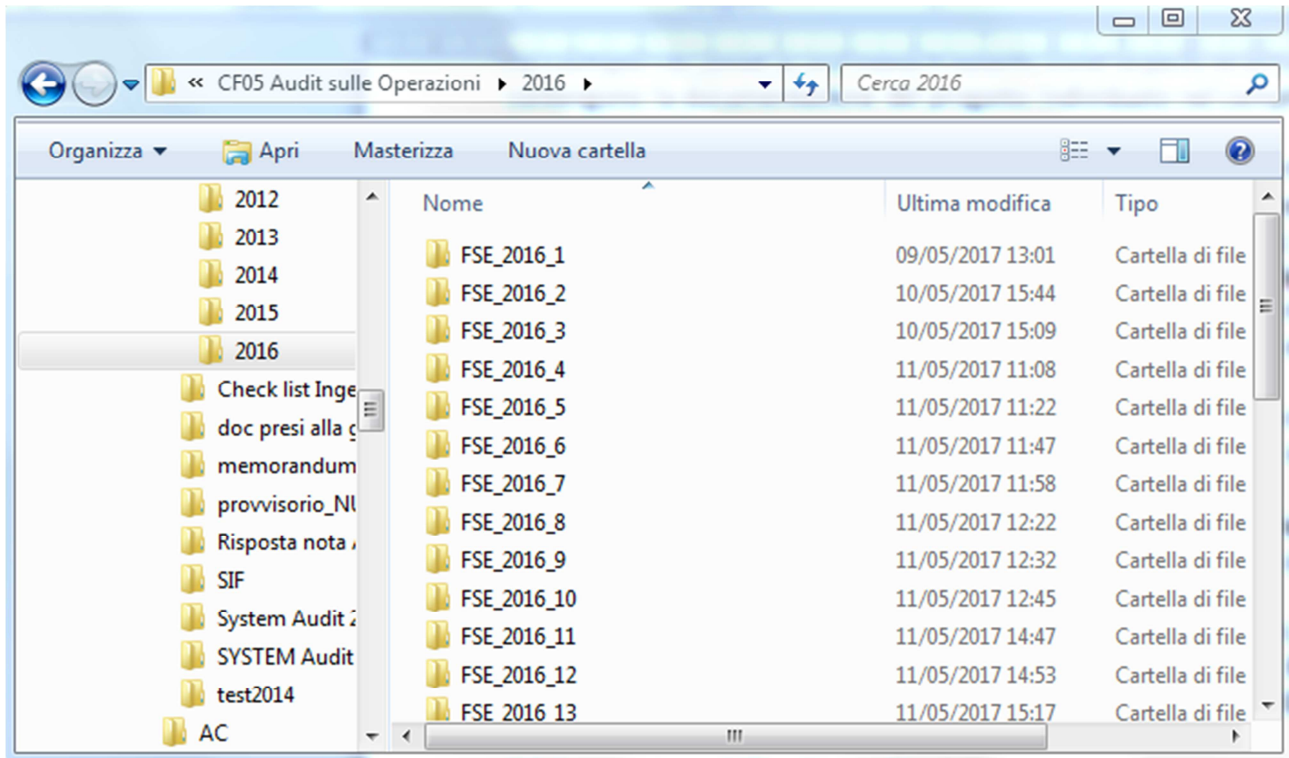 « CF05 Audit sulle Operazioni 2016 Cerca 2016
Organizza Apri Masterizza Nuova cartella
2012
2013
2014
2015
2016
Check list Inge
doc presi alla g
memorandum
provvisorio_NU
Risposta nota
SIF
System Audit 2
SYSTEM Audit
test2014
AC
Nome Ultima modifica Tipo
FSE_2016_1 09/05/2017 13:01 Cartella di file
FSE_2016_2 10/05/2017 15:44 Cartella di file
FSE_2016_3 10/05/2017 15:09 Cartella di file
FSE_2016_4 11/05/2017 11:08 Cartella di file
FSE_2016_5 11/05/2017 11:22 Cartella di file
FSE_2016_6 11/05/2017 11:47 Cartella di file
FSE_2016_7 11/05/2017 11:58 Cartella di file
FSE_2016_8 11/05/2017 12:22 Cartella di file
FSE_2016_9 11/05/2017 12:32 Cartella di file
FSE_2016_10 11/05/2017 12:45 Cartella di file
FSE_2016_11 11/05/2017 14:47 Cartella di file
FSE_2016_12 11/05/2017 14:53 Cartella di file
FSE_2016_13 11/05/2017 15:17 Cartella di file